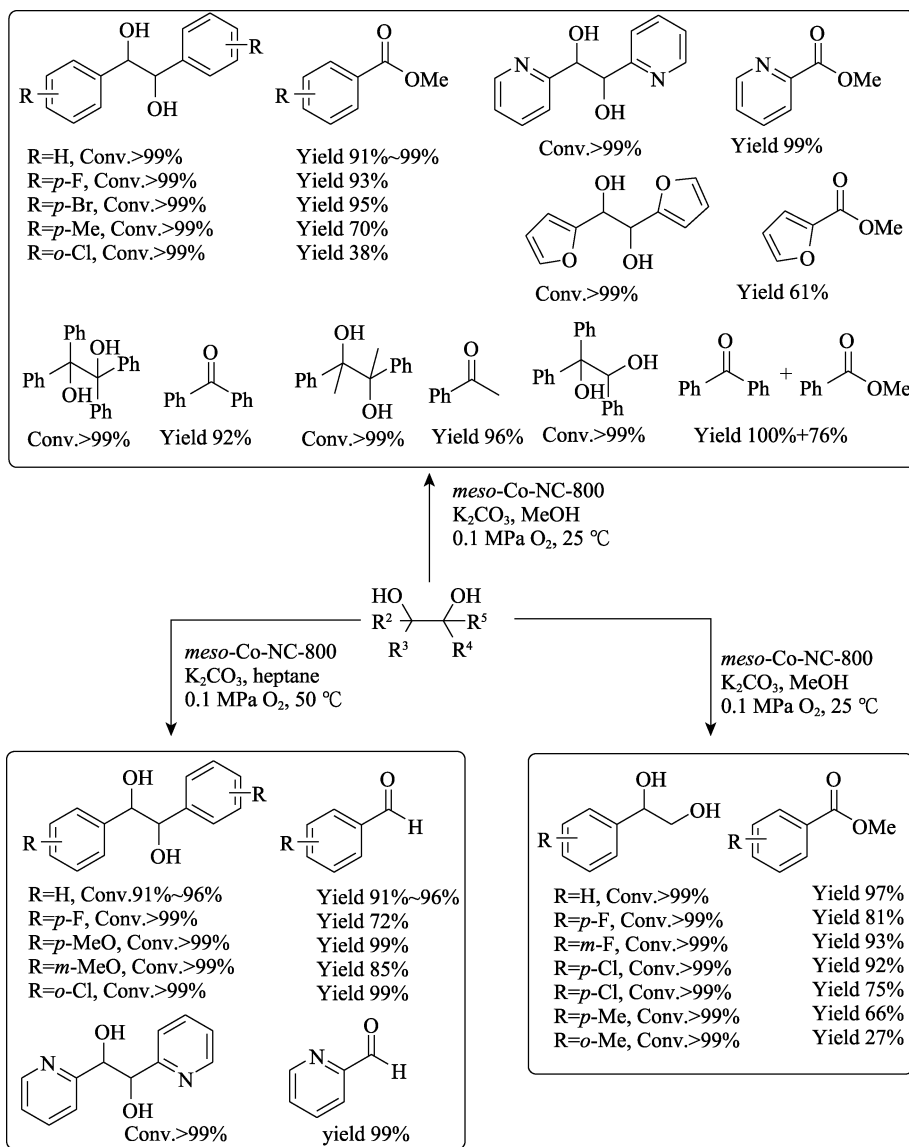 OH
R
R
OH
O
OMe
R
R=H, Conv.>99% Yield 91%~99%
R=p-F, Conv.>99% Yield 93%
R=p-Br, Conv.>99% Yield 95%
R=p-Me, Conv.>99% Yield 70%
R=o-Cl, Conv.>99% Yield 38%
OH
N
N
OH
Conv.>99%
O
N
OMe
Yield 99%
OH
O
O
OH
Conv.>99%
O
OMe
O
Yield 61%
Ph
OH
Ph
Ph
OH
Ph
Conv.>99%
O
Ph Ph
Yield 92%
OH
Ph
Ph
OH
Conv.>99%
O
Ph
Yield 96%
Ph
OH
Ph
OH
Ph
Conv.>99%
O
Ph Ph
+
O
Ph OMe
Yield 100%+76%
meso-Co-NC-800
K₂CO₃, MeOH
0.1 MPa O₂, 25 ℃
HO OH
R² R⁵
R³ R⁴
meso-Co-NC-800
K₂CO₃, heptane
0.1 MPa O₂, 50 ℃
meso-Co-NC-800
K₂CO₃, MeOH
0.1 MPa O₂, 25 ℃
OH
R
R
OH
O
H
R
R=H, Conv.91%~96% Yield 91%~96%
R=p-F, Conv.>99% Yield 72%
R=p-MeO, Conv.>99% Yield 99%
R=m-MeO, Conv.>99% Yield 85%
R=o-Cl, Conv.>99% Yield 99%
OH
N
N
OH
Conv.>99%
O
N
H
yield 99%
OH
OH
R
O
OMe
R
R=H, Conv.>99% Yield 97%
R=p-F, Conv.>99% Yield 81%
R=m-F, Conv.>99% Yield 93%
R=p-Cl, Conv.>99% Yield 92%
R=p-Cl, Conv.>99% Yield 75%
R=p-Me, Conv.>99% Yield 66%
R=o-Me, Conv.>99% Yield 27%